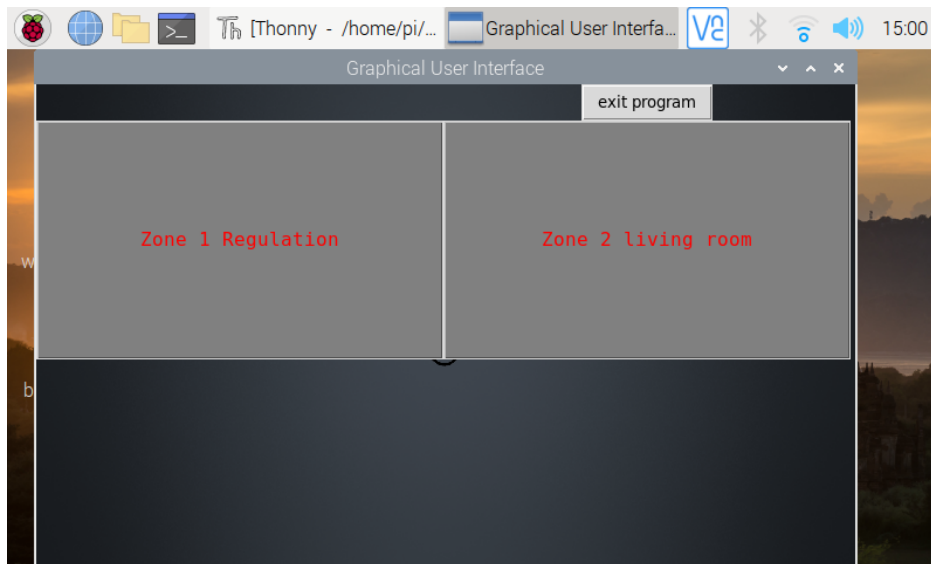 [Thonny - /home/pi/... Graphical User Interfa... 15:00
Graphical User Interface
exit program
Zone 1 Regulation
Zone 2 living room
w
b